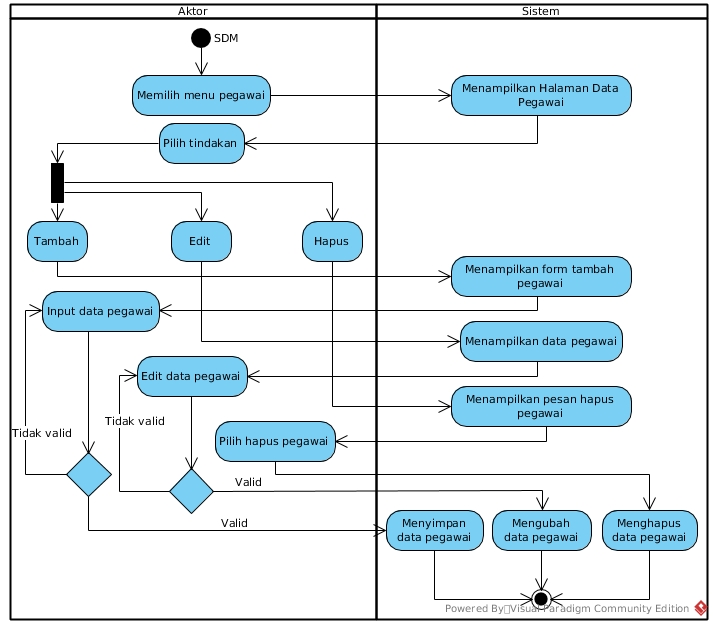 Aktor
Sistem
SDM
Memilih menu pegawai
Menampilkan Halaman Data
Pegawai
Pilih tindakan
Tambah
Edit
Hapus
Menampilkan form tambah
pegawai
Input data pegawai
Menampilkan data pegawai
Edit data pegawai
Menampilkan pesan hapus
pegawai
Tidak valid
Tidak valid
Pilih hapus pegawai
Valid
Valid
Menyimpan
data pegawai
Mengubah
data pegawai
Menghapus
data pegawai
Powered By Visual Paradigm Community Edition